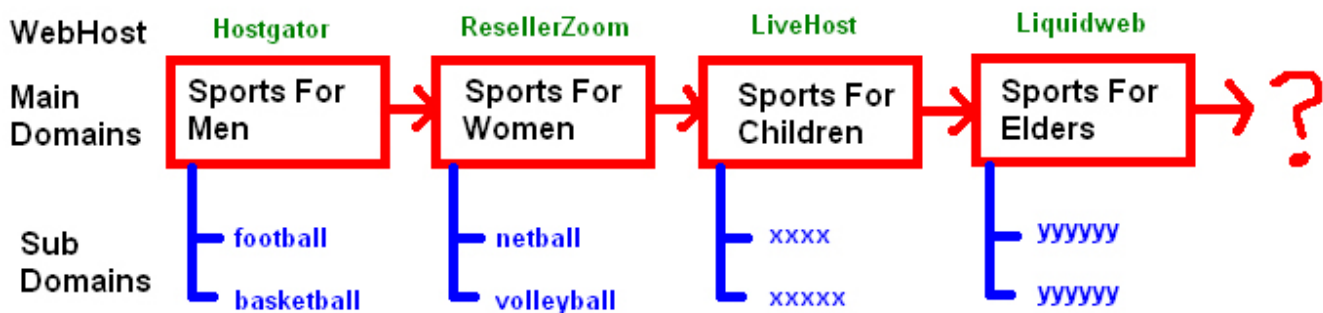 WebHost Hostgator ResellerZoom LiveHost Liquidweb
Main Domains
Sports For Men
Sports For Women
Sports For Children
Sports For Elders
?
Sub Domains
football netball xxxx yyyyyy
basketball volleyball xxxxx yyyyyy